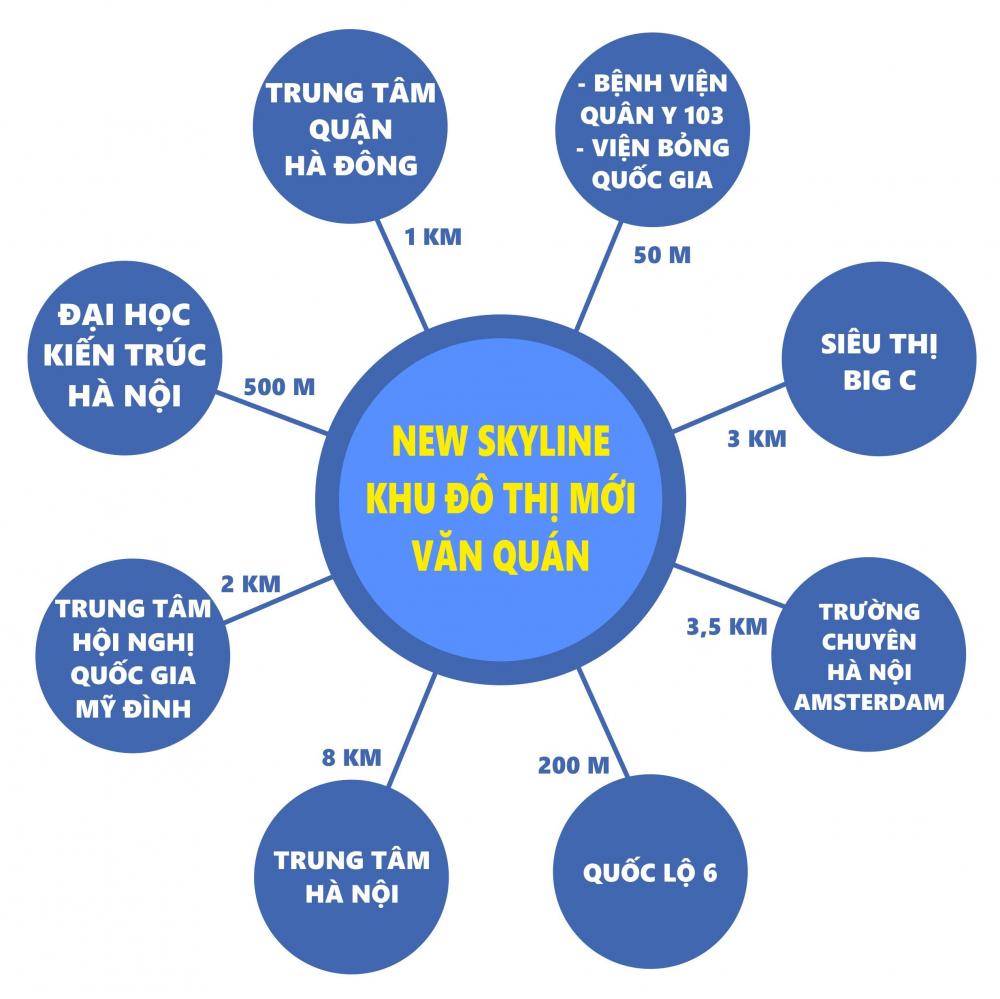 TRUNG TÂM
QUẬN
HÀ ĐÔNG
1 KM
- BỆNH VIỆN
QUÂN Y 103
- VIỆN BỎNG
QUỐC GIA
50 M
ĐẠI HỌC
KIẾN TRÚC
HÀ NỘI
500 M
SIÊU THỊ
BIG C
3 KM
NEW SKYLINE
KHU ĐÔ THỊ MỚI
VĂN QUÁN
TRUNG TÂM
HỘI NGHỊ
QUỐC GIA
MỸ ĐÌNH
2 KM
TRƯỜNG
CHUYÊN
HÀ NỘI
AMSTERDAM
3,5 KM
8 KM
TRUNG TÂM
HÀ NỘI
200 M
QUỐC LỘ 6